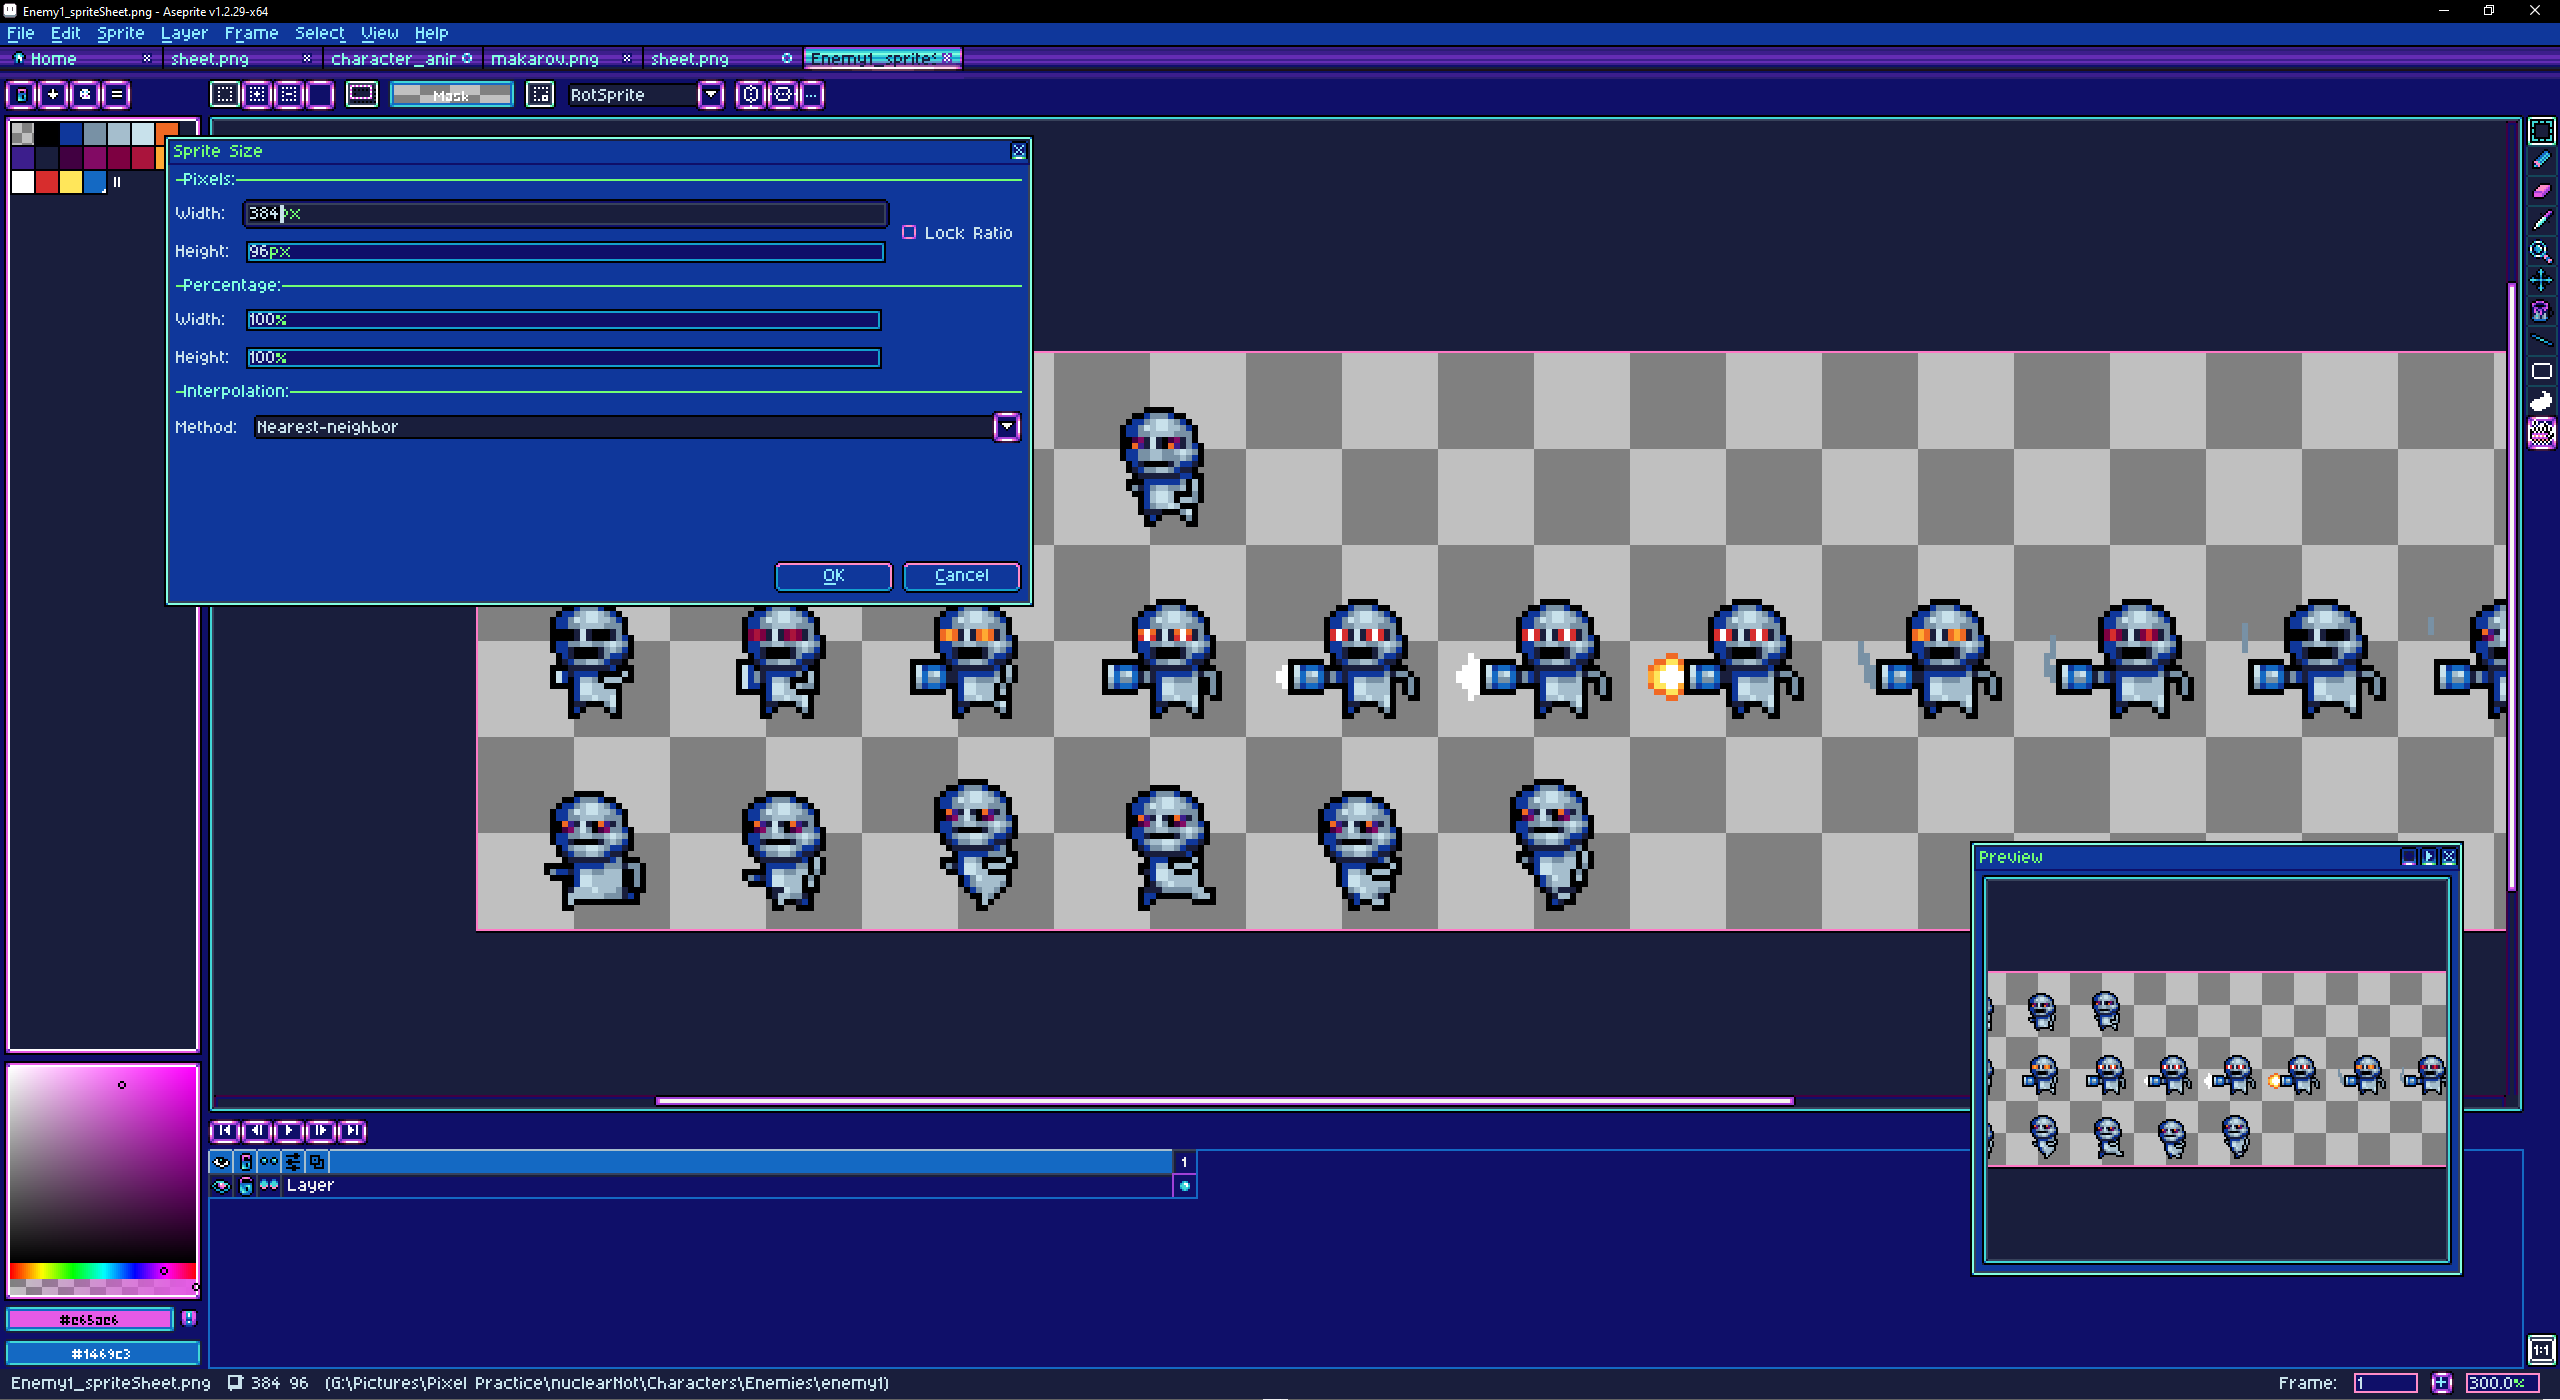 Enemy1_spriteSheet.png - Aseprite v1.2.29-x64
File Edit Sprite Layer Frame Select View Help
Home sheet.png character_anir makarov.png sheet.png Enemy1_sprite*
Mask RotSprite
Sprite Size
Pixels:
Width: 384px
Lock Ratio
Height: 96px
Percentage:
Width: 100%
Height: 100%
Interpolation:
Method: Nearest-neighbor
OK Cancel
Preview
1
Layer
#c65ac6
#1469c3
1:1
Enemy1_spriteSheet.png 384 96 (G:\Pictures\Pixel Practice\nuclearNot\Characters\Enemies\enemy1) Frame: 1 300.0%